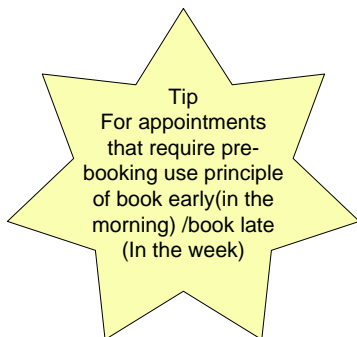 Tip
For appointments
that require pre-
booking use principle
of book early(in the
morning) /book late
(In the week)